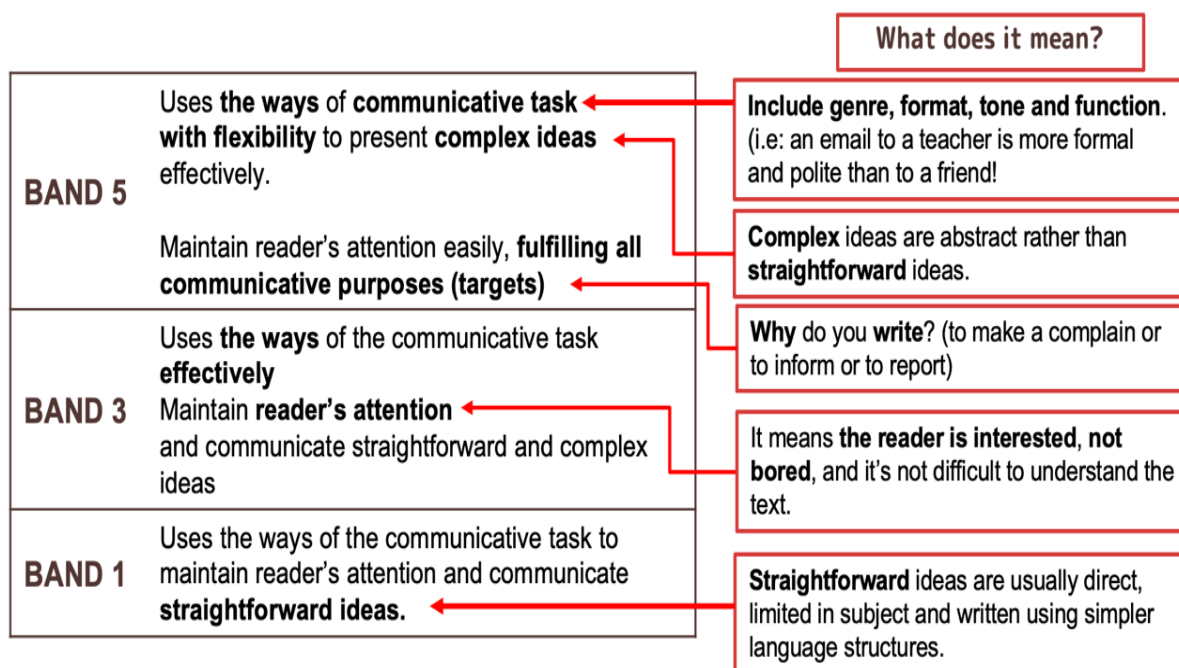 What does it mean?
BAND 5
Uses the ways of communicative task
with flexibility to present complex ideas
effectively.
Maintain reader's attention easily, fulfilling all
communicative purposes (targets)
BAND 3
Uses the ways of the communicative task
effectively
Maintain reader's attention
and communicate straightforward and complex
ideas
BAND 1
Uses the ways of the communicative task to
maintain reader's attention and communicate
straightforward ideas.
Include genre, format, tone and function.
(i.e: an email to a teacher is more formal
and polite than to a friend!
Complex ideas are abstract rather than
straightforward ideas.
Why do you write? (to make a complain or
to inform or to report)
It means the reader is interested, not
bored, and it's not difficult to understand the
text.
Straightforward ideas are usually direct,
limited in subject and written using simpler
language structures.